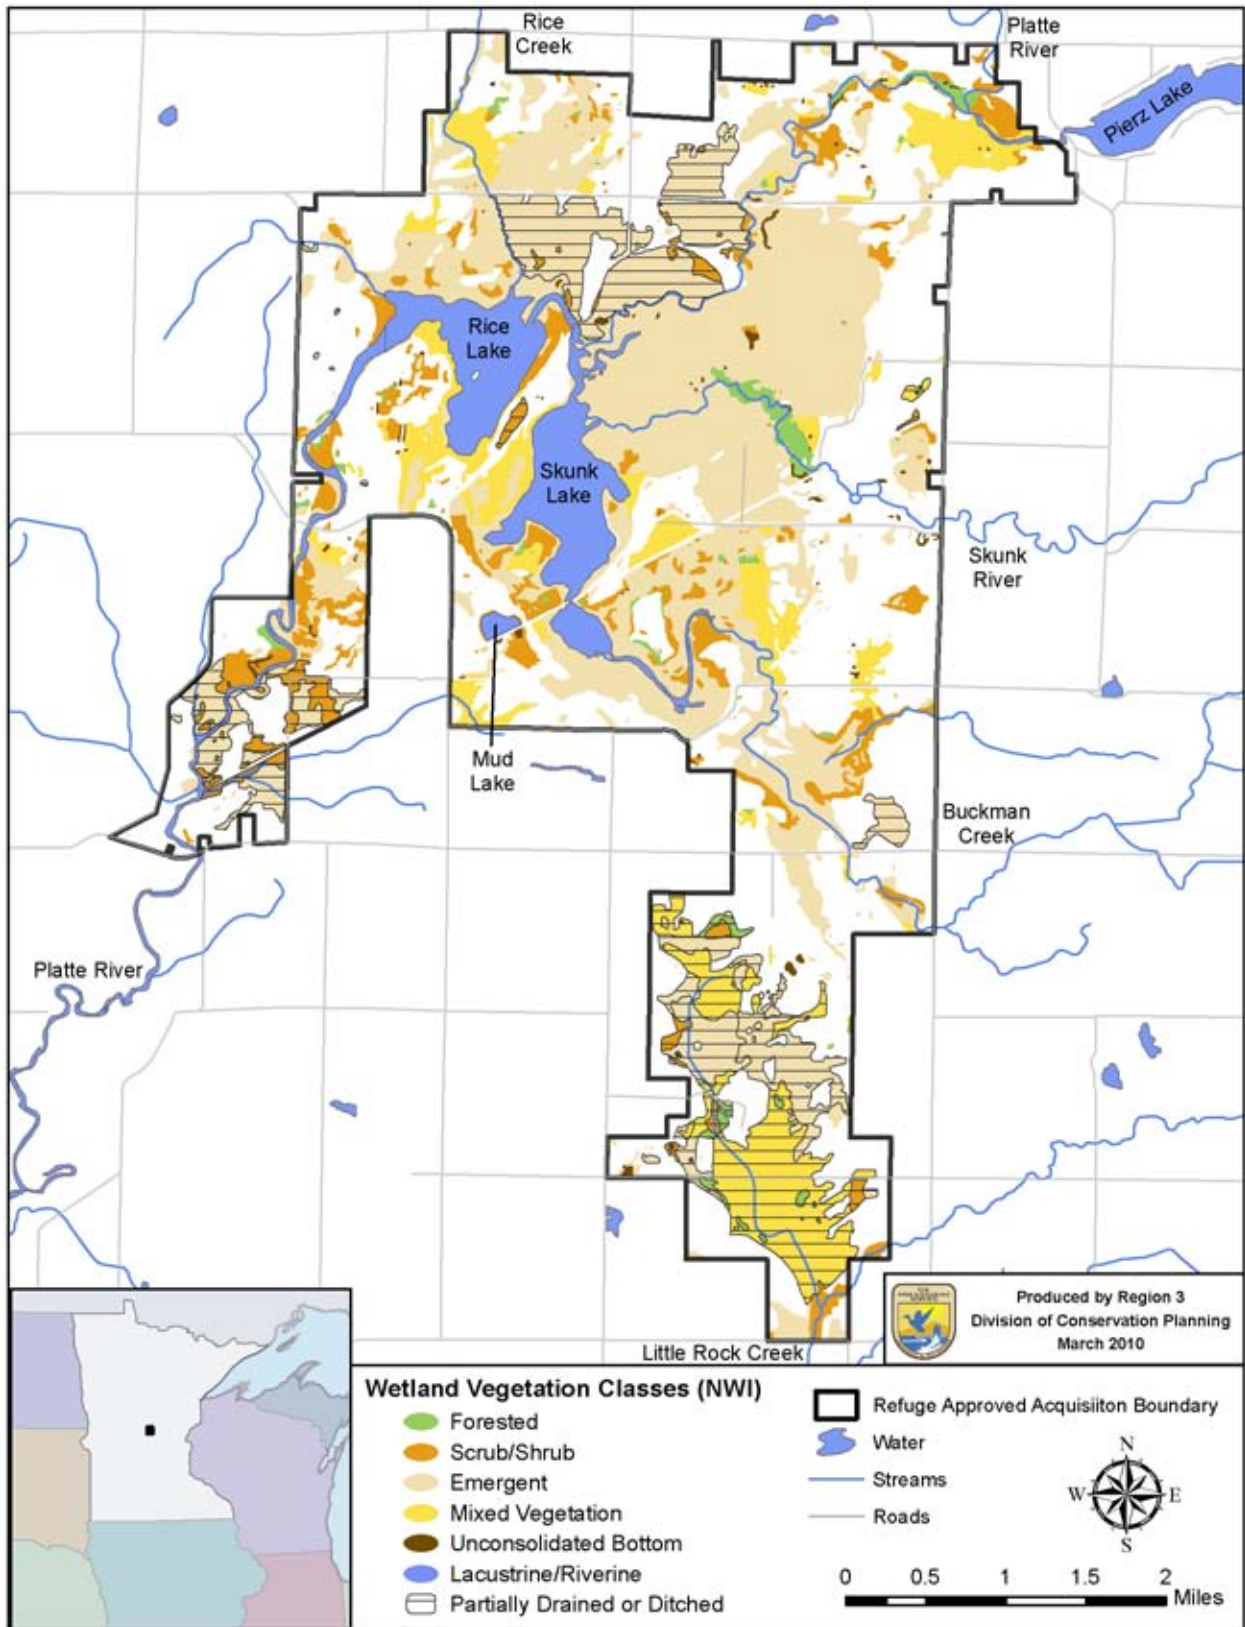 Rice
Creek
Platte
River
Pierz Lake
Rice
Lake
Skunk
Lake
Skunk
River
Mud
Lake
Buckman
Creek
Platte River
Little Rock Creek
Produced by Region 3
Division of Conservation Planning
March 2010
Wetland Vegetation Classes (NWI)
Forested
Scrub/Shrub
Emergent
Mixed Vegetation
Unconsolidated Bottom
Lacustrine/Riverine
Partially Drained or Ditched
Refuge Approved Acquisiiton Boundary
Water
Streams
Roads
N
W E
S
0 0.5 1 1.5 2
Miles